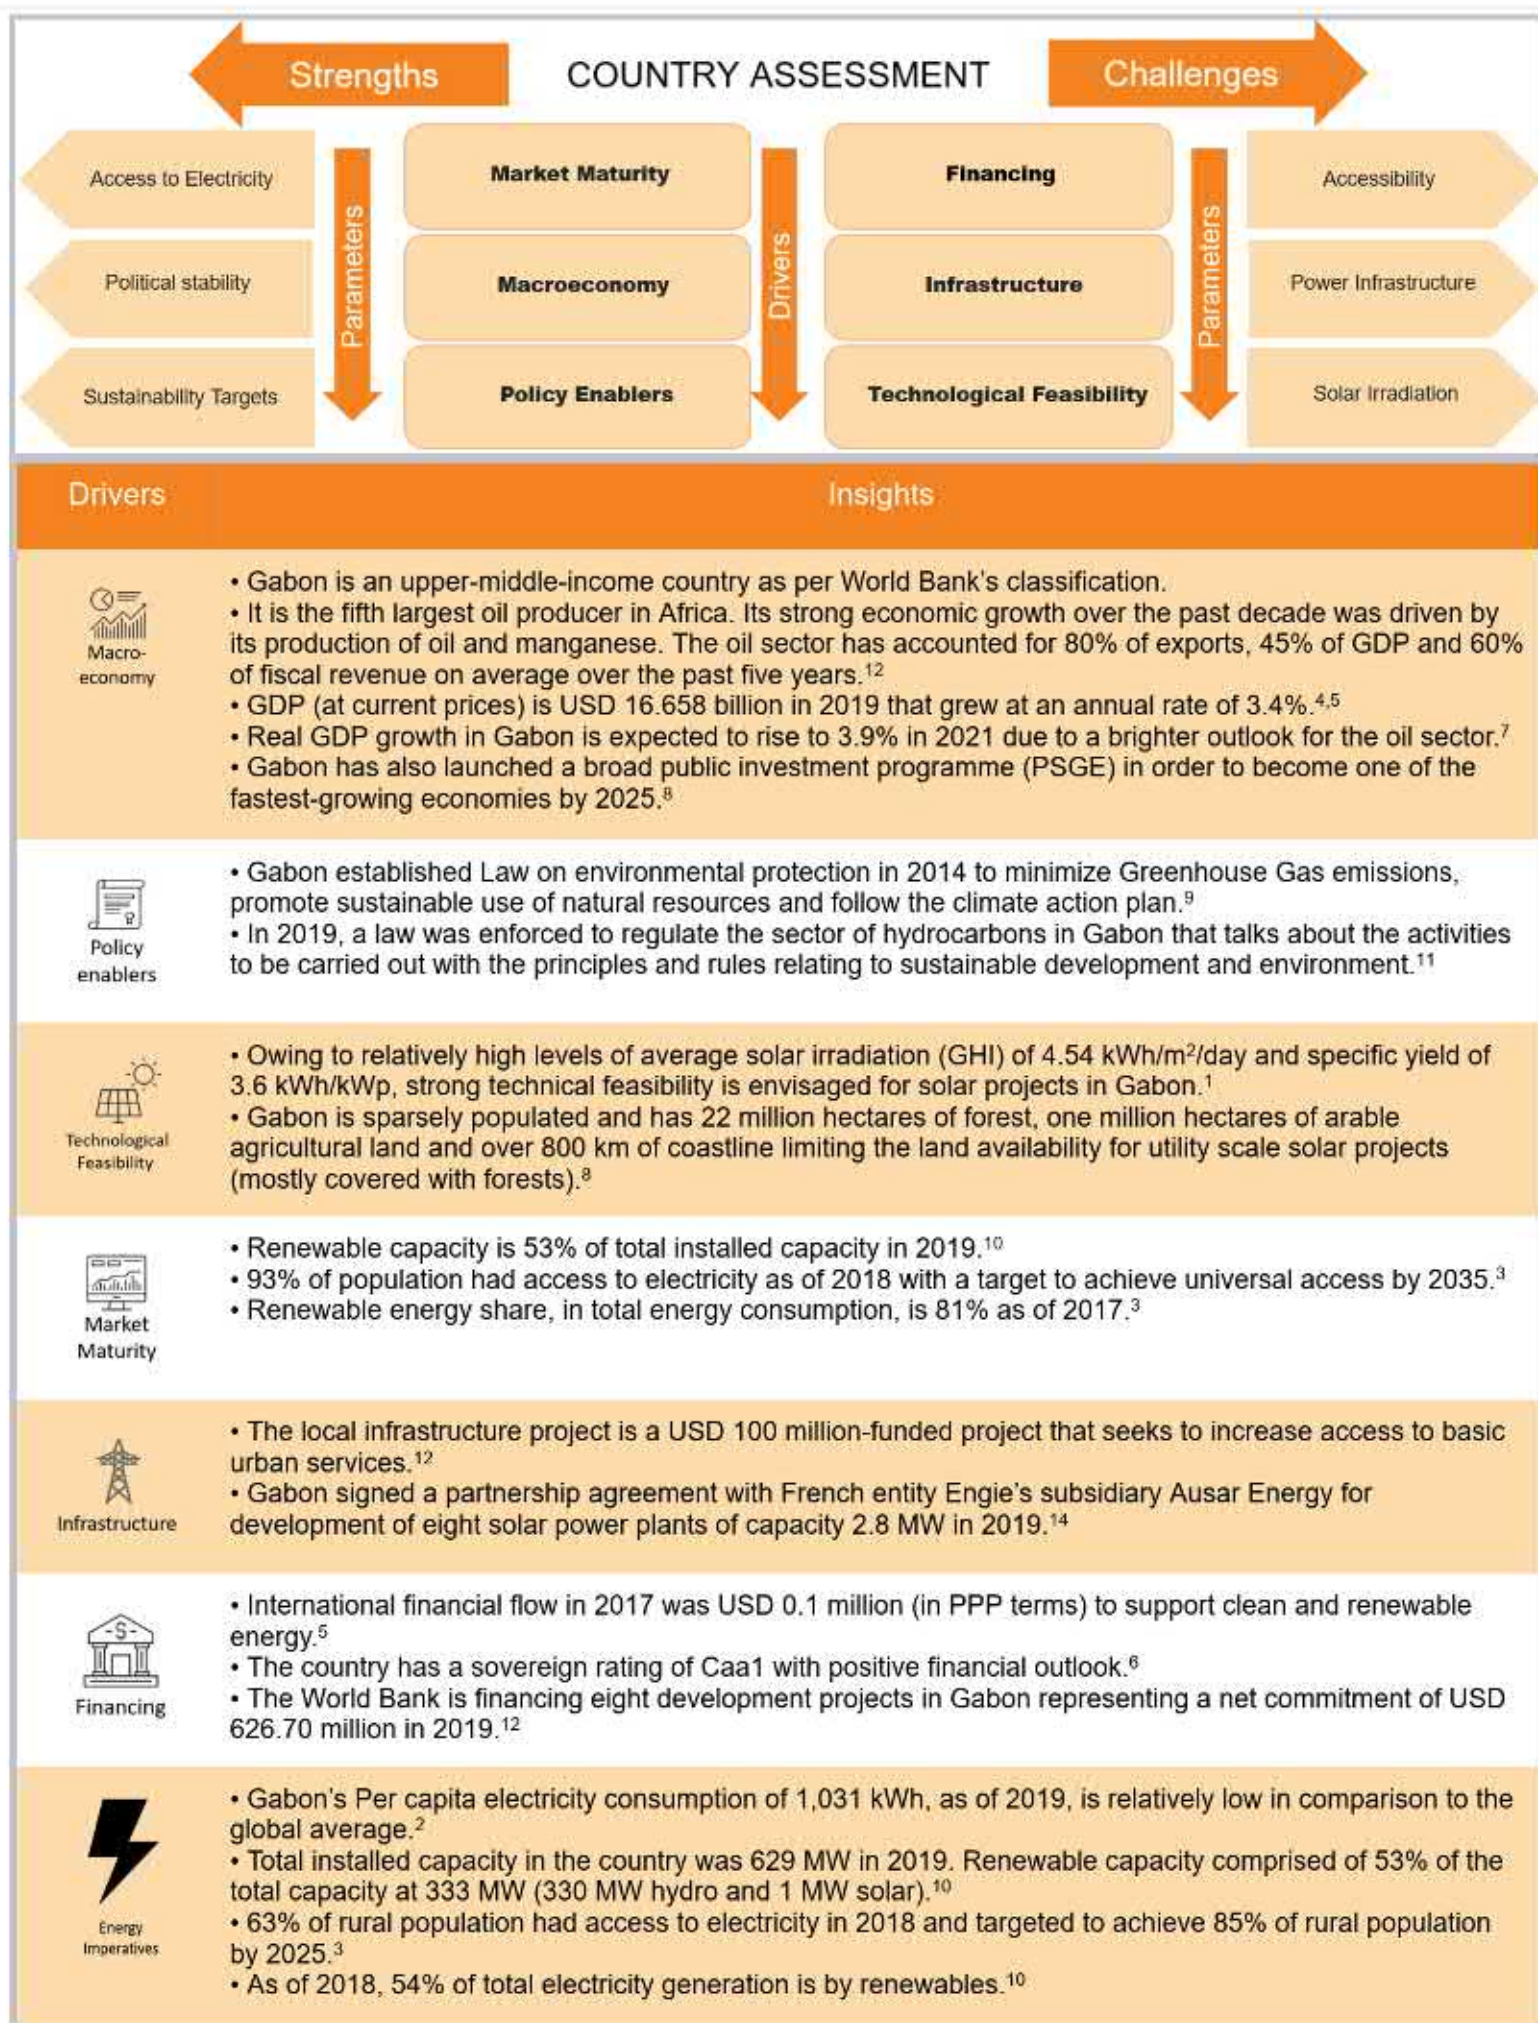 Strengths
COUNTRY ASSESSMENT
Challenges
Access to Electricity
Market Maturity
Financing
Accessibility
Political stability
Parameters
Macroeconomy
Drivers
Infrastructure
Parameters
Power Infrastructure
Sustainability Targets
Policy Enablers
Technological Feasibility
Solar Irradiation
Drivers
Insights
Macro-
economy
• Gabon is an upper-middle-income country as per World Bank's classification.
• It is the fifth largest oil producer in Africa. Its strong economic growth over the past decade was driven by
its production of oil and manganese. The oil sector has accounted for 80% of exports, 45% of GDP and 60%
of fiscal revenue on average over the past five years.¹²
• GDP (at current prices) is USD 16.658 billion in 2019 that grew at an annual rate of 3.4%.⁴,⁵
• Real GDP growth in Gabon is expected to rise to 3.9% in 2021 due to a brighter outlook for the oil sector.⁷
• Gabon has also launched a broad public investment programme (PSGE) in order to become one of the
fastest-growing economies by 2025.⁸
Policy
enablers
• Gabon established Law on environmental protection in 2014 to minimize Greenhouse Gas emissions,
promote sustainable use of natural resources and follow the climate action plan.⁹
• In 2019, a law was enforced to regulate the sector of hydrocarbons in Gabon that talks about the activities
to be carried out with the principles and rules relating to sustainable development and environment.¹¹
Technological
Feasibility
• Owing to relatively high levels of average solar irradiation (GHI) of 4.54 kWh/m²/day and specific yield of
3.6 kWh/kWp, strong technical feasibility is envisaged for solar projects in Gabon.¹
• Gabon is sparsely populated and has 22 million hectares of forest, one million hectares of arable
agricultural land and over 800 km of coastline limiting the land availability for utility scale solar projects
(mostly covered with forests).⁸
Market
Maturity
• Renewable capacity is 53% of total installed capacity in 2019.¹⁰
• 93% of population had access to electricity as of 2018 with a target to achieve universal access by 2035.³
• Renewable energy share, in total energy consumption, is 81% as of 2017.³
Infrastructure
• The local infrastructure project is a USD 100 million-funded project that seeks to increase access to basic
urban services.¹²
• Gabon signed a partnership agreement with French entity Engie's subsidiary Ausar Energy for
development of eight solar power plants of capacity 2.8 MW in 2019.¹⁴
-$-
Financing
• International financial flow in 2017 was USD 0.1 million (in PPP terms) to support clean and renewable
energy.⁵
• The country has a sovereign rating of Caa1 with positive financial outlook.⁶
• The World Bank is financing eight development projects in Gabon representing a net commitment of USD
626.70 million in 2019.¹²
Energy
Imperatives
• Gabon's Per capita electricity consumption of 1,031 kWh, as of 2019, is relatively low in comparison to the
global average.²
• Total installed capacity in the country was 629 MW in 2019. Renewable capacity comprised of 53% of the
total capacity at 333 MW (330 MW hydro and 1 MW solar).¹⁰
• 63% of rural population had access to electricity in 2018 and targeted to achieve 85% of rural population
by 2025.³
• As of 2018, 54% of total electricity generation is by renewables.¹⁰